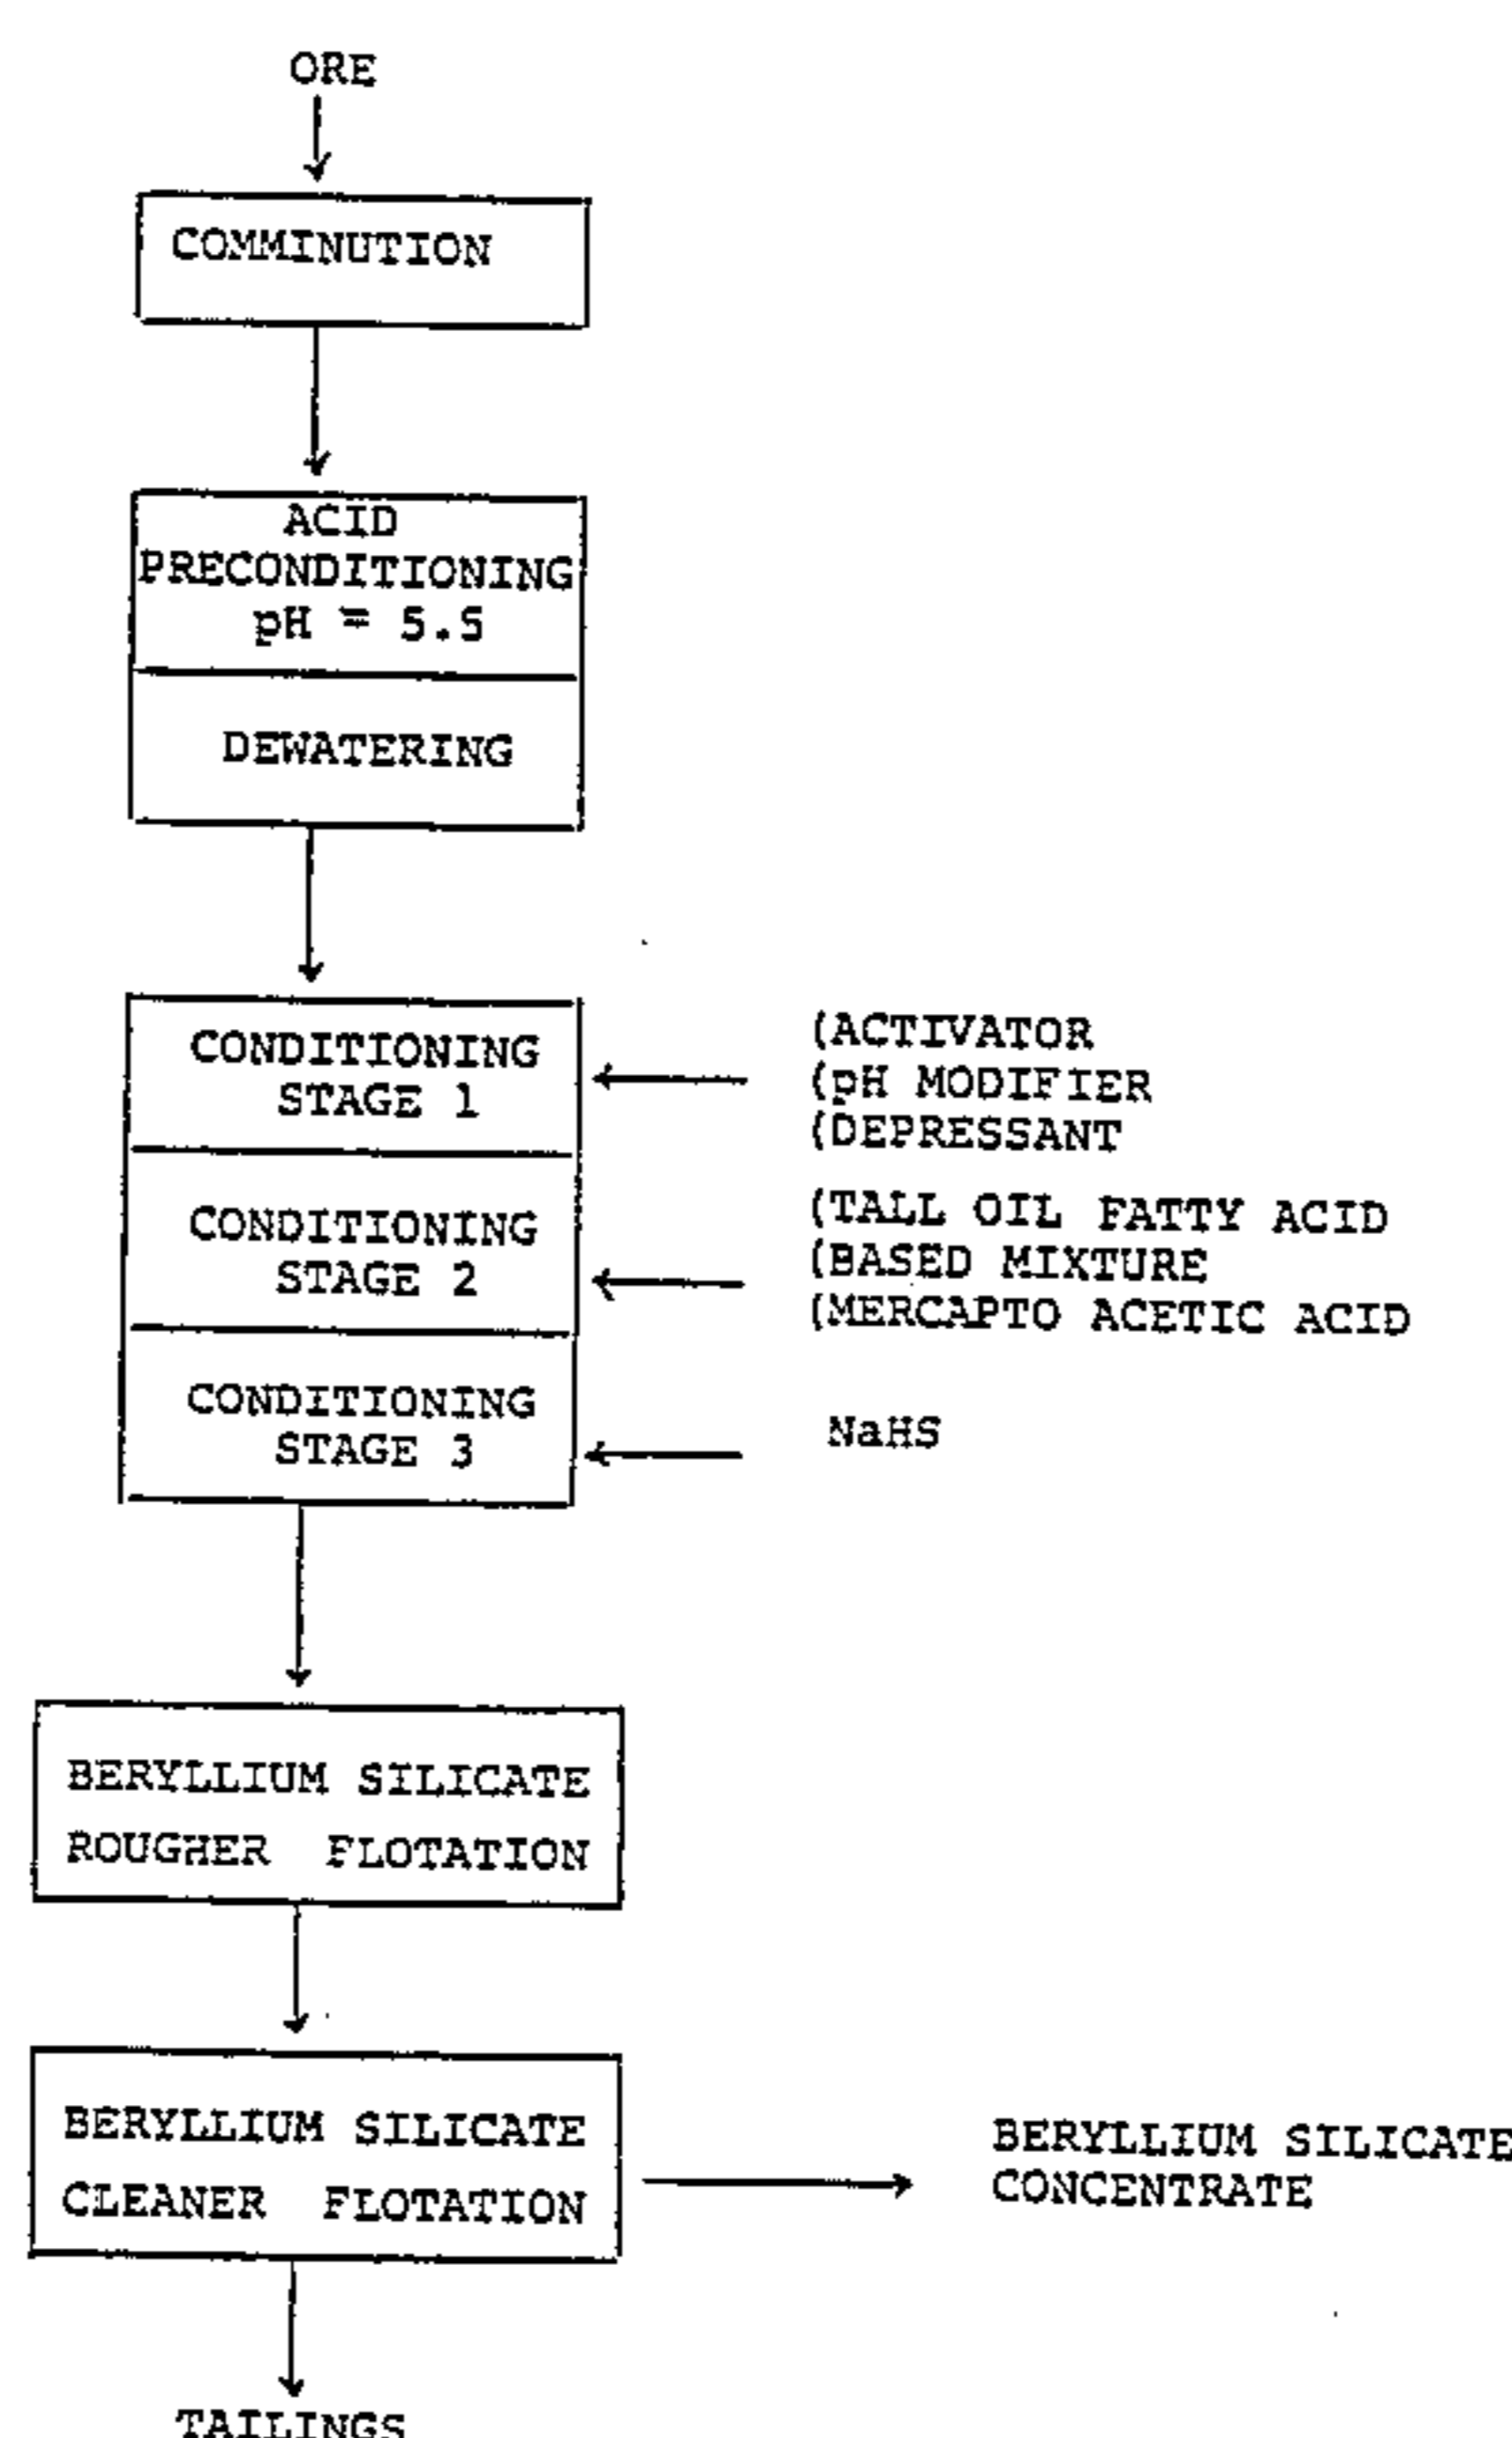 ORE
COMMINUTION
ACID
PRECONDITIONING
pH = 5.5
DEWATERING
CONDITIONING
STAGE 1
(ACTIVATOR
(pH MODIFIER
(DEPRESSANT
CONDITIONING
STAGE 2
(TALL OIL FATTY ACID
(BASED MIXTURE
(MERCAPTO ACETIC ACID
CONDITIONING
STAGE 3
NaHS
BERYLLIUM SILICATE
ROUGHER FLOTATION
BERYLLIUM SILICATE
CLEANER FLOTATION
BERYLLIUM SILICATE
CONCENTRATE
TAILINGS